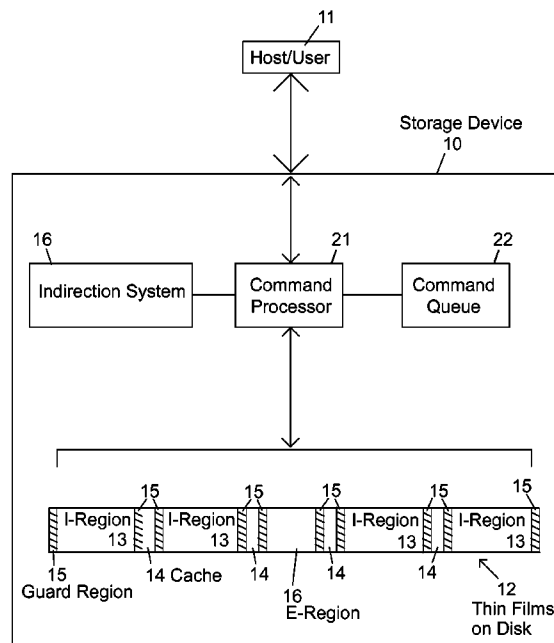 11
Host/User
Storage Device
10
16
21
22
Indirection System
Command
Processor
Command
Queue
15
15
15
15
15
I-Region
13
I-Region
13
I-Region
13
I-Region
13
15
Guard Region
14 Cache
14
16
E-Region
14
14
12
Thin Films
on Disk